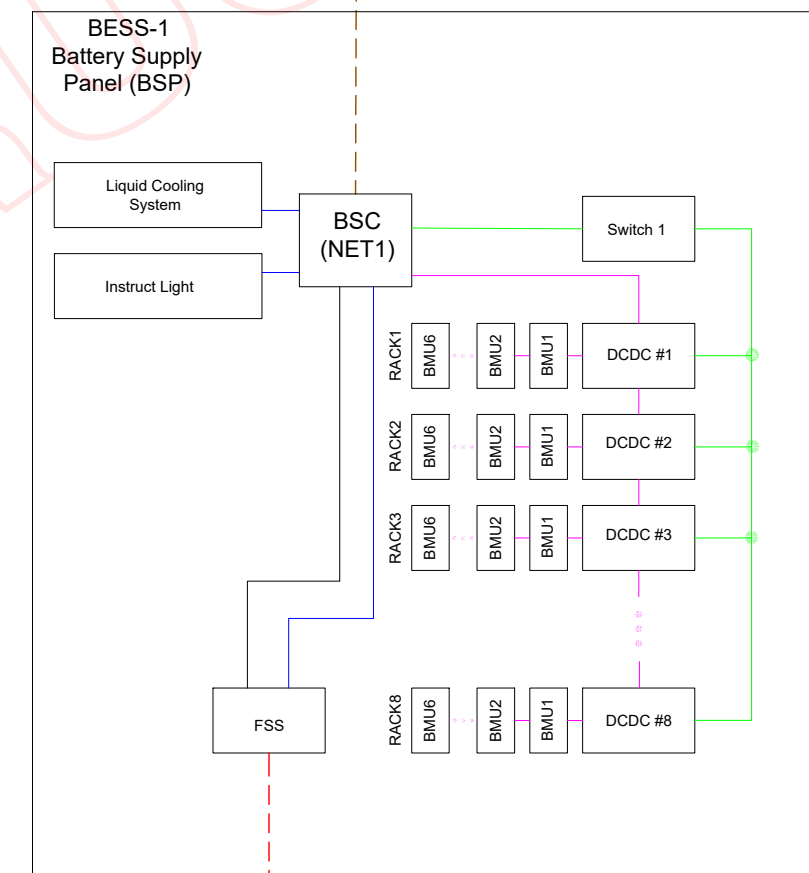 BESS-1
Battery Supply
Panel (BSP)
Liquid Cooling
System
BSC
(NET1)
Switch 1
Instruct Light
RACK1
BMU6
BMU2
BMU1
DCDC #1
RACK2
BMU6
BMU2
BMU1
DCDC #2
RACK3
BMU6
BMU2
BMU1
DCDC #3
RACK8
BMU6
BMU2
BMU1
DCDC #8
FSS